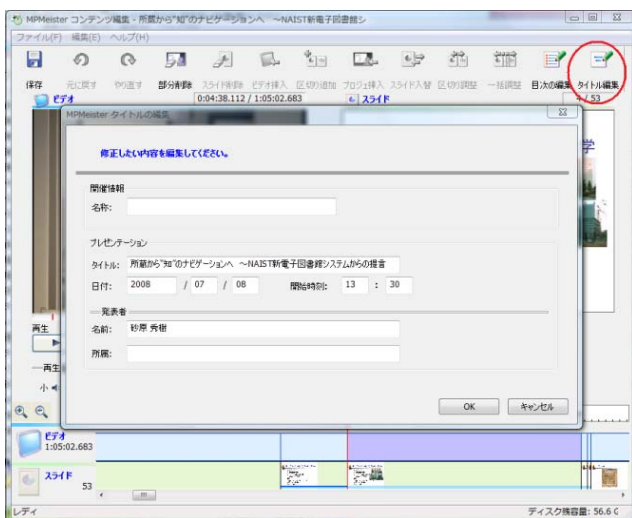 MPMeister コンテンツ編集 - 所蔵から"知"のナビゲーションへ ～NAIST新電子図書館シ
ファイル(F) 編集(E) ヘルプ(H)
保存 元に戻す やり直す 部分削除 スライド削除 ビデオ挿入 区切り追加 プロジェ挿入 スライド入替 区切り調整 一括調整 目次の編集 タイトル編集
ビデオ 0:04:38.112 / 1:05:02.683 スライド / 53
MPMeister タイトルの編集
学
修正したい内容を編集してください。
開催情報
名称:
プレゼンテーション
タイトル: 所蔵から"知"のナビゲーションへ ～NAIST新電子図書館システムからの提言
日付: 2008 / 07 / 08 開始時刻: 13 : 30
発表者
名前: 砂原 秀樹
所属:
再生
再生
小
OK キャンセル
ビデオ
1:05:02.683
スライド
53
レディ ディスク残容量: 56.6 G